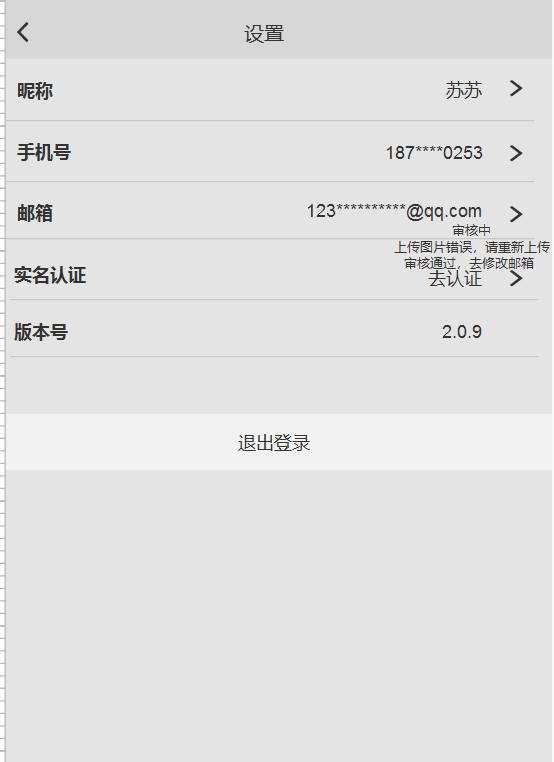 设置
昵称
苏苏
手机号
187****0253
邮箱
123**********@qq.com
审核中
上传图片错误，请重新上传
审核通过，去修改邮箱
实名认证
去认证
版本号
2.0.9
退出登录